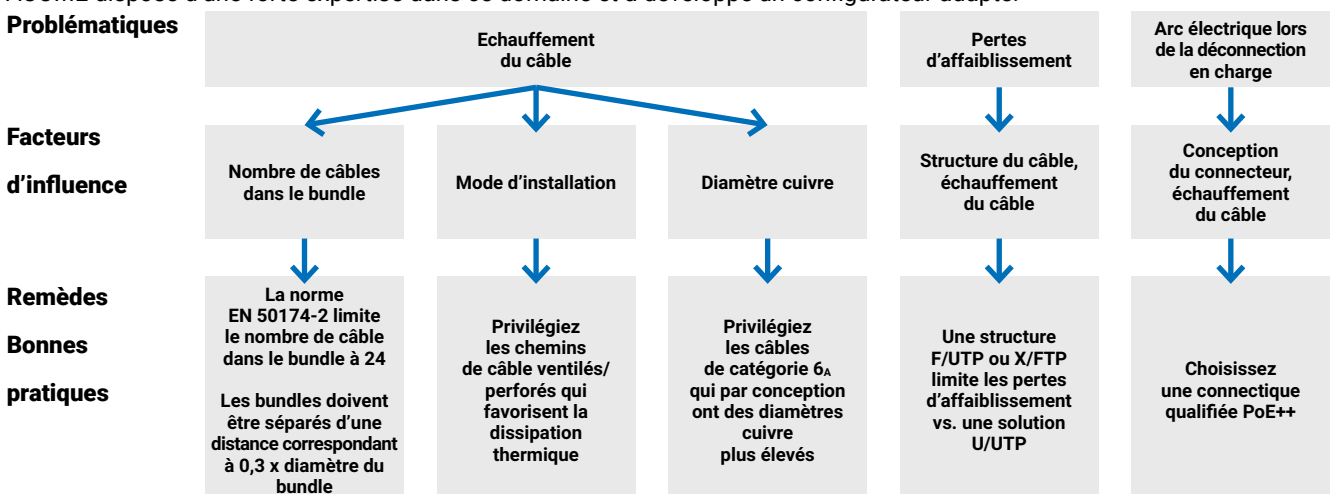 Problématiques
Echauffement
du câble
Pertes
d'affaiblissement
Arc électrique lors
de la déconnection
en charge
Facteurs
d'influence
Nombre de câbles
dans le bundle
Mode d'installation
Diamètre cuivre
Structure du câble,
échauffement
du câble
Conception
du connecteur,
échauffement
du câble
Remèdes
Bonnes
pratiques
La norme
EN 50174-2 limite
le nombre de câble
dans le bundle à 24
Les bundles doivent
être séparés d'une
distance correspondant
à 0,3 x diamètre du
bundle
Privilégiez
les chemins
de câble ventilés/
perforés qui
favorisent la
dissipation
thermique
Privilégiez
les câbles
de catégorie 6A
qui par conception
ont des diamètres
cuivre
plus élevés
Une structure
F/UTP ou X/FTP
limite les pertes
d'affaiblissement
vs. une solution
U/UTP
Choisissez
une connectique
qualifiée PoE++